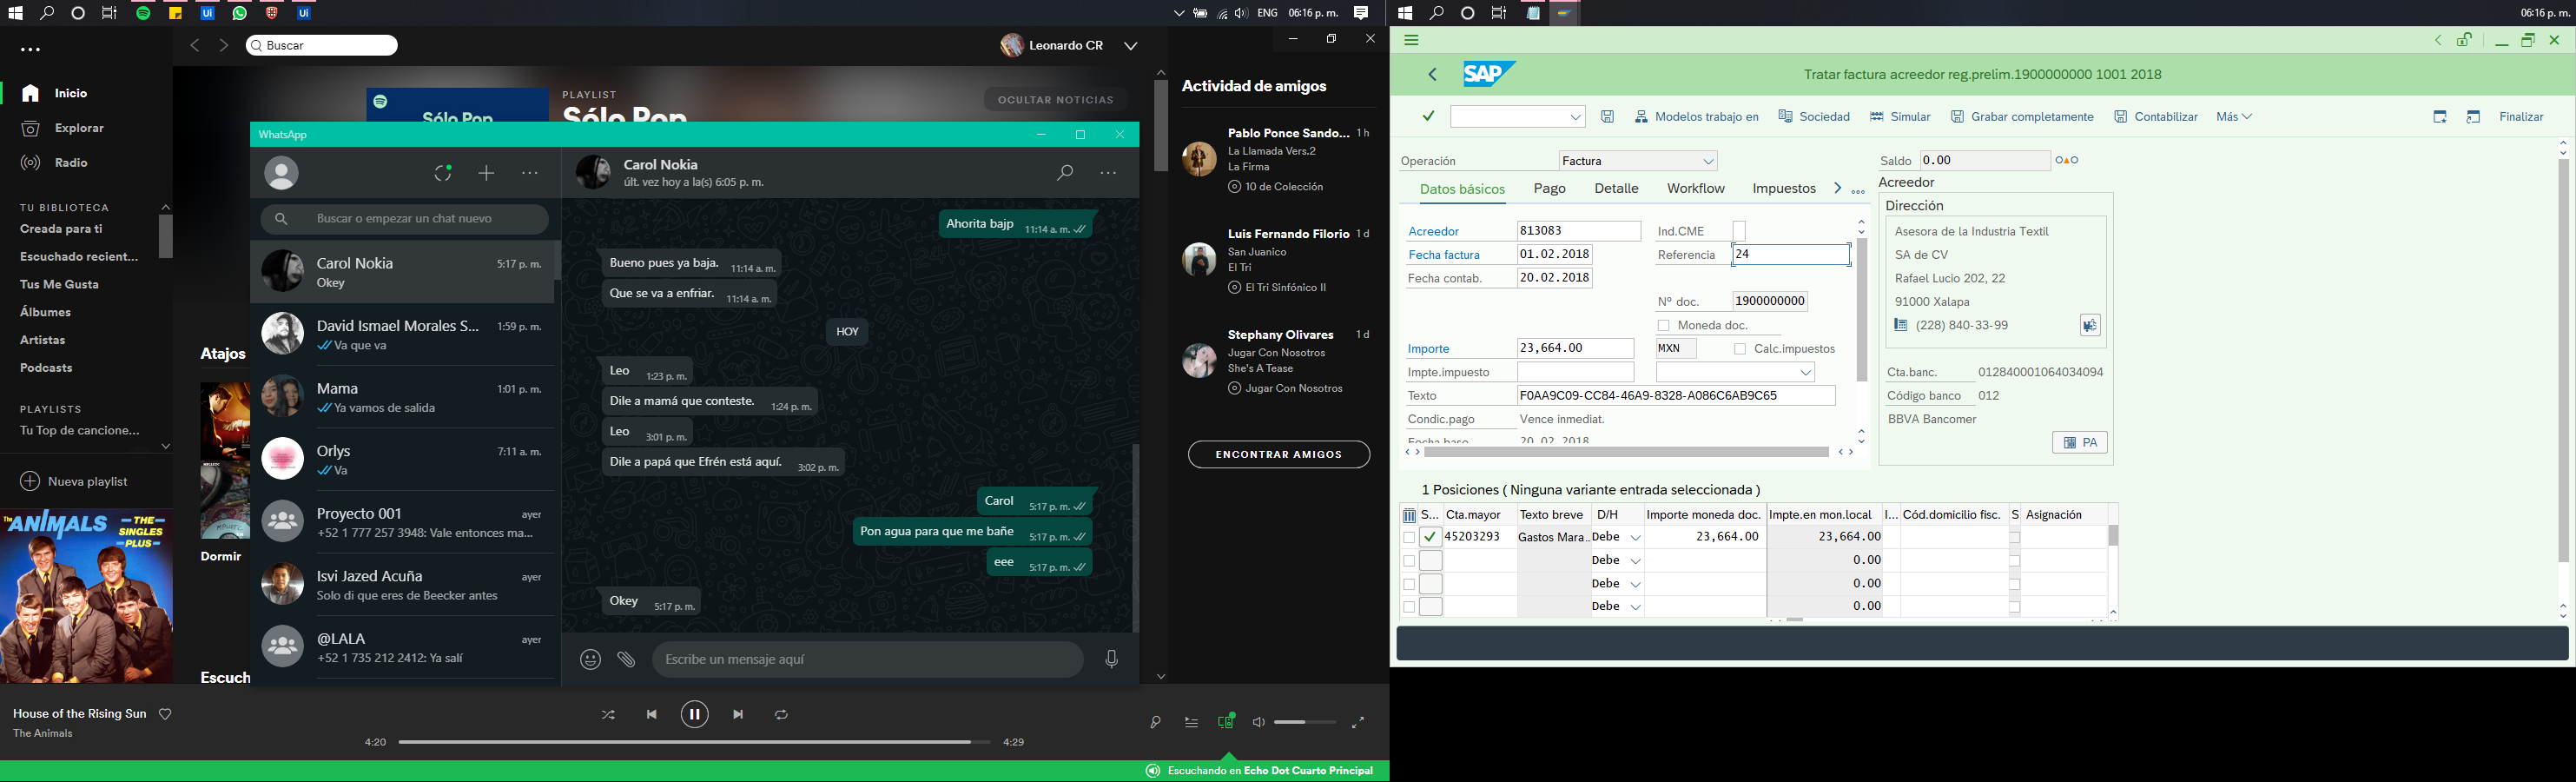 ENG 06:16 p. m.
Buscar
Leonardo CR
Inicio
Explorar
Radio
TU BIBLIOTECA
Creada para ti
Escuchado recient...
Tus Me Gusta
Álbumes
Artistas
Podcasts
PLAYLISTS
Tu Top de cancione...
Nueva playlist
The ANIMALS
THE SINGLES PLUS
PLAYLIST
Sólo Pop
Sólo Pop
OCULTAR NOTICIAS
Atajos
Dormir
Escuch
WhatsApp
Buscar o empezar un chat nuevo
Carol Nokia 5:17 p. m.
Okey
David Ismael Morales S... 1:59 p. m.
Va que va
Mama 1:01 p. m.
Ya vamos de salida
Orlys 7:11 a. m.
Va
Proyecto 001 ayer
+52 1 777 257 3948: Vale entonces ma...
Isvi Jazed Acuña ayer
Solo di que eres de Beecker antes
@LALA ayer
+52 1 735 212 2412: Ya salí
Carol Nokia
últ. vez hoy a la(s) 6:05 p. m.
Ahorita bajp 11:14 a. m.
Bueno pues ya baja. 11:14 a. m.
Que se va a enfriar. 11:14 a. m.
HOY
Leo 1:23 p. m.
Dile a mamá que conteste. 1:24 p. m.
Leo 3:01 p. m.
Dile a papá que Efrén está aquí. 3:02 p. m.
Carol 5:17 p. m.
Pon agua para que me bañe 5:17 p. m.
eee 5:17 p. m.
Okey 5:17 p. m.
Escribe un mensaje aquí
Actividad de amigos
Pablo Ponce Sando... 1 h
La Llamada Vers.2
La Firma
10 de Colección
Luis Fernando Filorio 1 d
San Juanico
El Tri
El Tri Sinfónico II
Stephany Olivares 1 d
Jugar Con Nosotros
She's A Tease
Jugar Con Nosotros
ENCONTRAR AMIGOS
House of the Rising Sun
The Animals
4:20
4:29
Escuchando en Echo Dot Cuarto Principal
06:16 p. m.
SAP
Tratar factura acreedor reg.prelim.1900000000 1001 2018
Modelos trabajo en Sociedad Simular Grabar completamente Contabilizar Más Finalizar
Operación Factura
Saldo 0.00
Datos básicos Pago Detalle Workflow Impuestos
Acreedor 813083 Ind.CME
Fecha factura 01.02.2018 Referencia 24
Fecha contab. 20.02.2018
Nº doc. 1900000000
Moneda doc.
Importe 23,664.00 MXN Calc.impuestos
Impte.impuesto
Texto F0AA9C09-CC84-46A9-8328-A086C6AB9C65
Condic.pago Vence inmediat.
Fecha base 20.02.2018
Acreedor
Dirección
Asesora de la Industria Textil
SA de CV
Rafael Lucio 202, 22
91000 Xalapa
(228) 840-33-99
Cta.banc. 012840001064034094
Código banco 012
BBVA Bancomer
PA
1 Posiciones ( Ninguna variante entrada seleccionada )
S... Cta.mayor Texto breve D/H Importe moneda doc. Impte.en mon.local I... Cód.domicilio fisc. S Asignación
45203293 Gastos Mara.. Debe 23,664.00 23,664.00
Debe 0.00
Debe 0.00
Debe 0.00